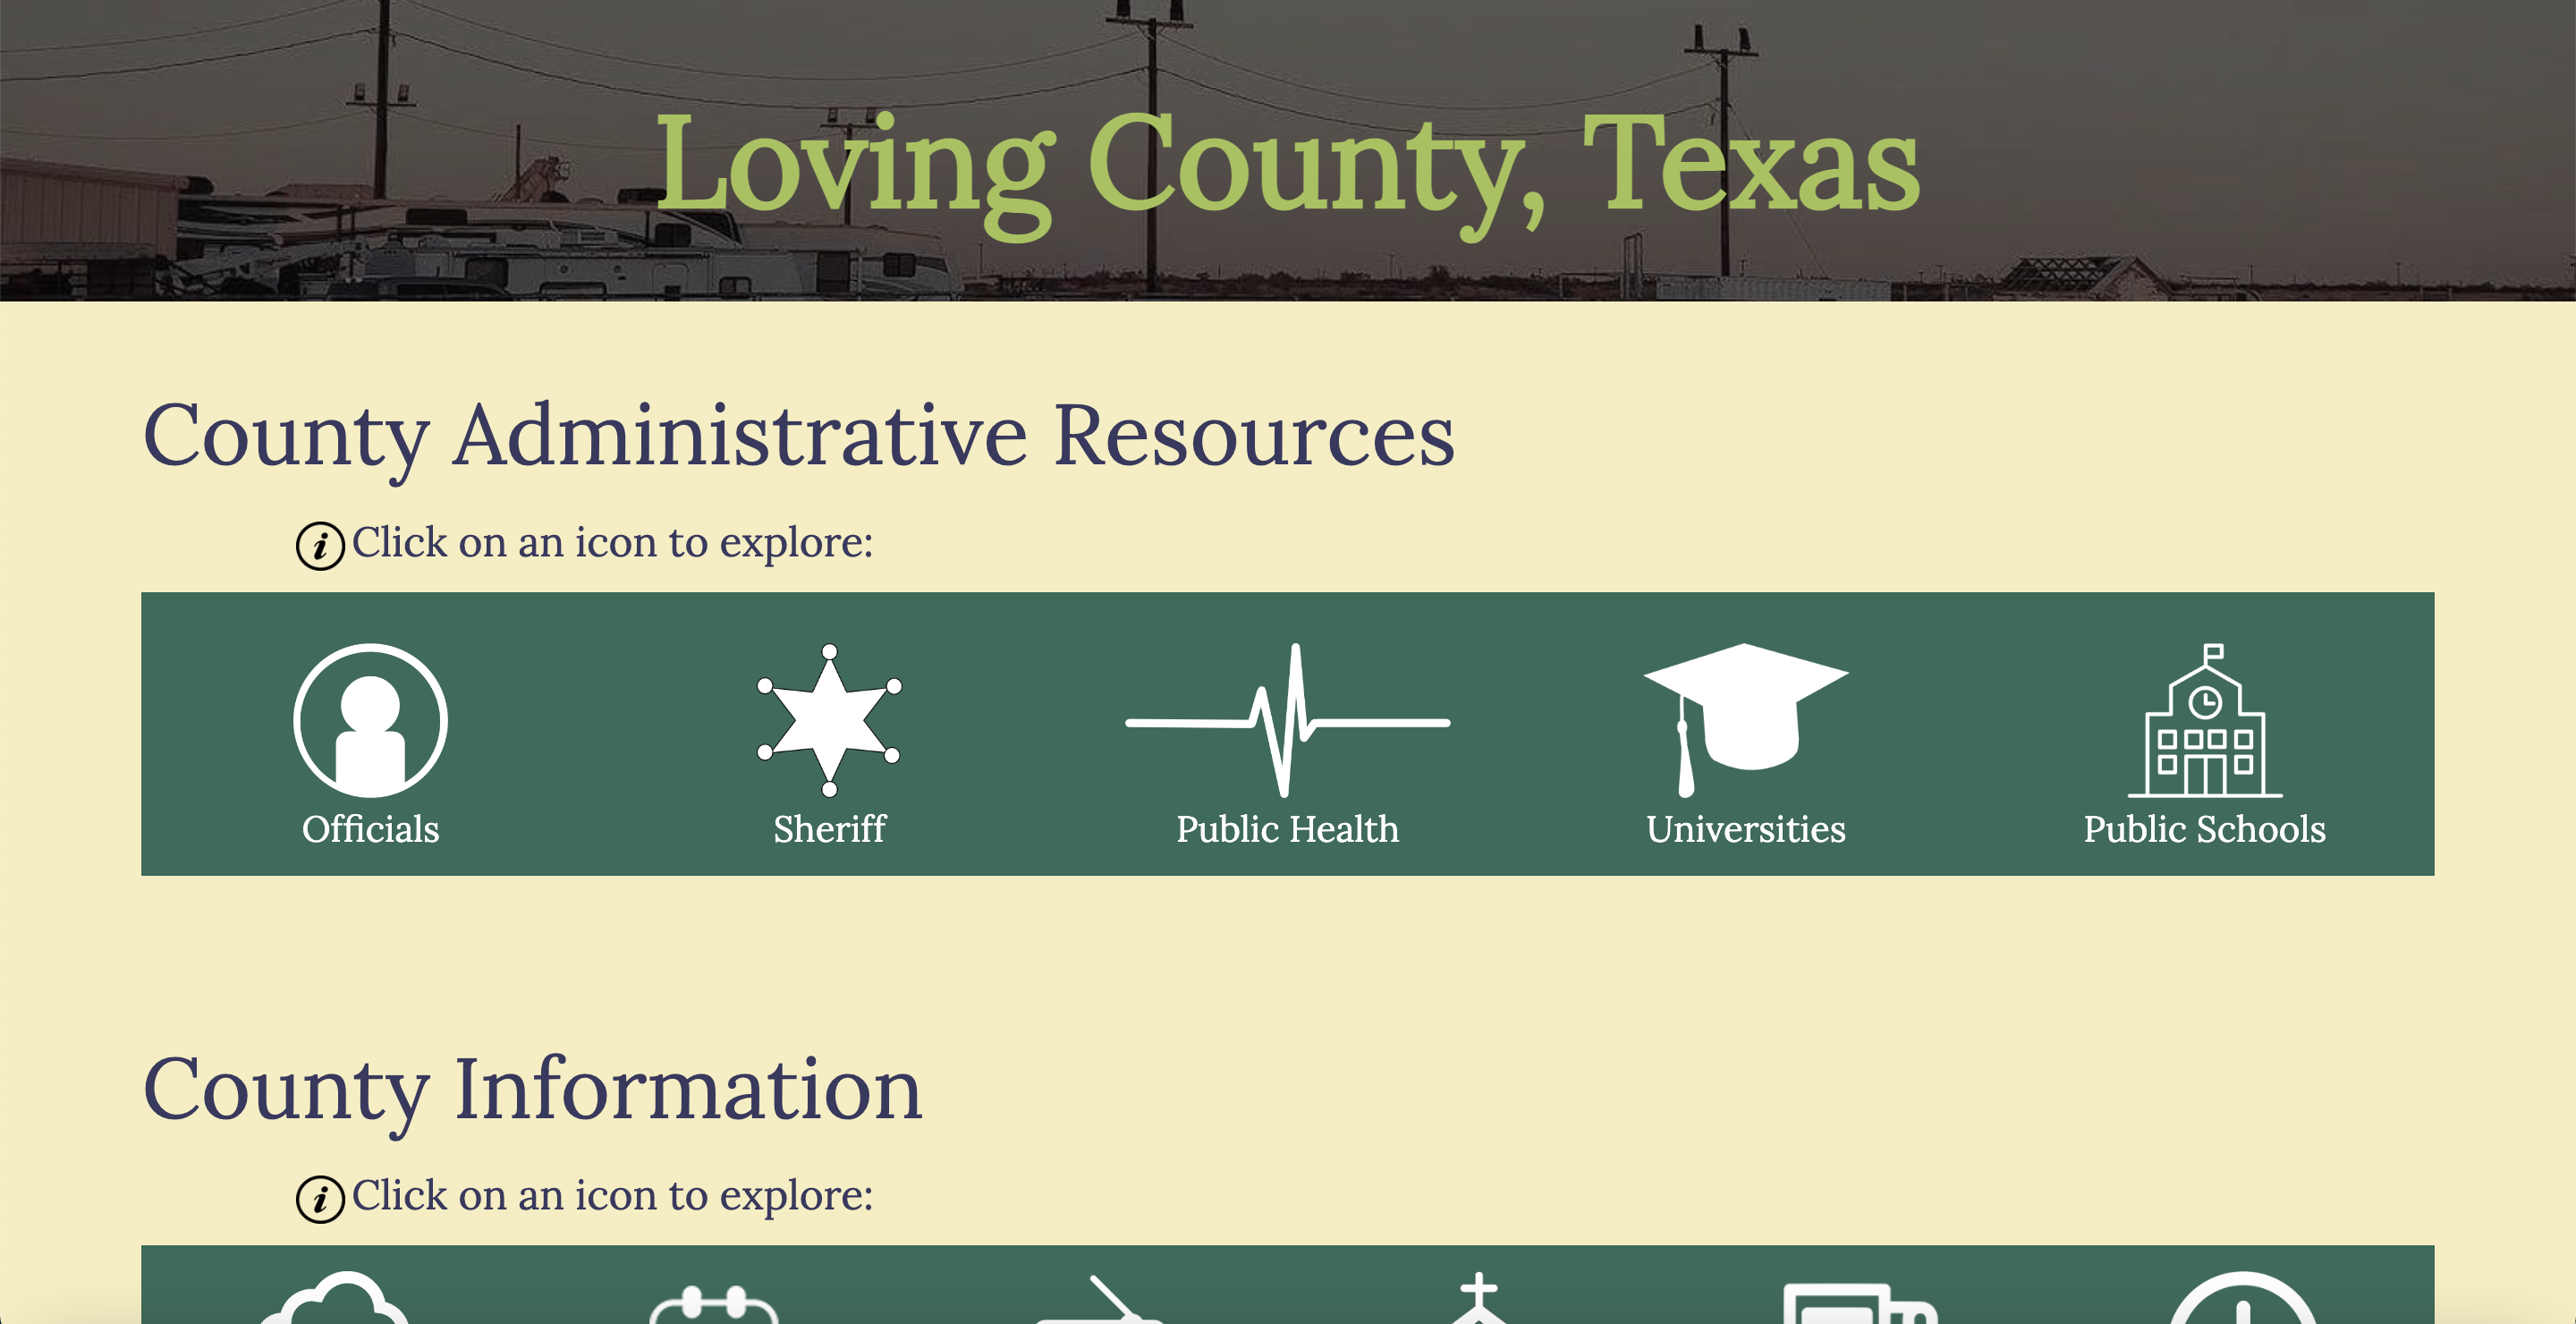 Loving County, Texas
County Administrative Resources
Click on an icon to explore:
Officials
Sheriff
Public Health
Universities
Public Schools
County Information
Click on an icon to explore: